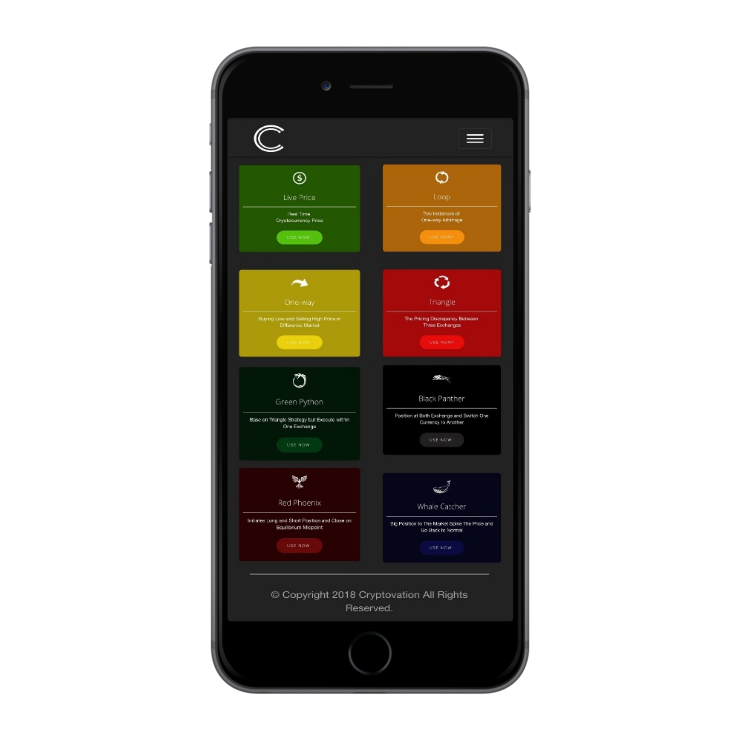 Live Price
Real Time
Cryptocurrency Price
USE NOW!
Loop
Two Instances of
One-way Arbitrage
USE NOW!
One-way
Buying Low and Selling High Price in
Difference Market
USE NOW!
Triangle
The Pricing Discrepancy Between
Three Exchanges
USE NOW!
Green Python
Base on Triangle Strategy but Execute within
One Exchange
USE NOW!
Black Panther
Position at Both Exchange and Switch One
Currency to Another
USE NOW!
Red Phoenix
Initiates Long and Short Position and Close on
Equilibrium Midpoint
USE NOW!
Whale Catcher
Big Position to The Market Spike The Price and
Go Back to Normal
USE NOW!
© Copyright 2018 Cryptovation All Rights
Reserved.